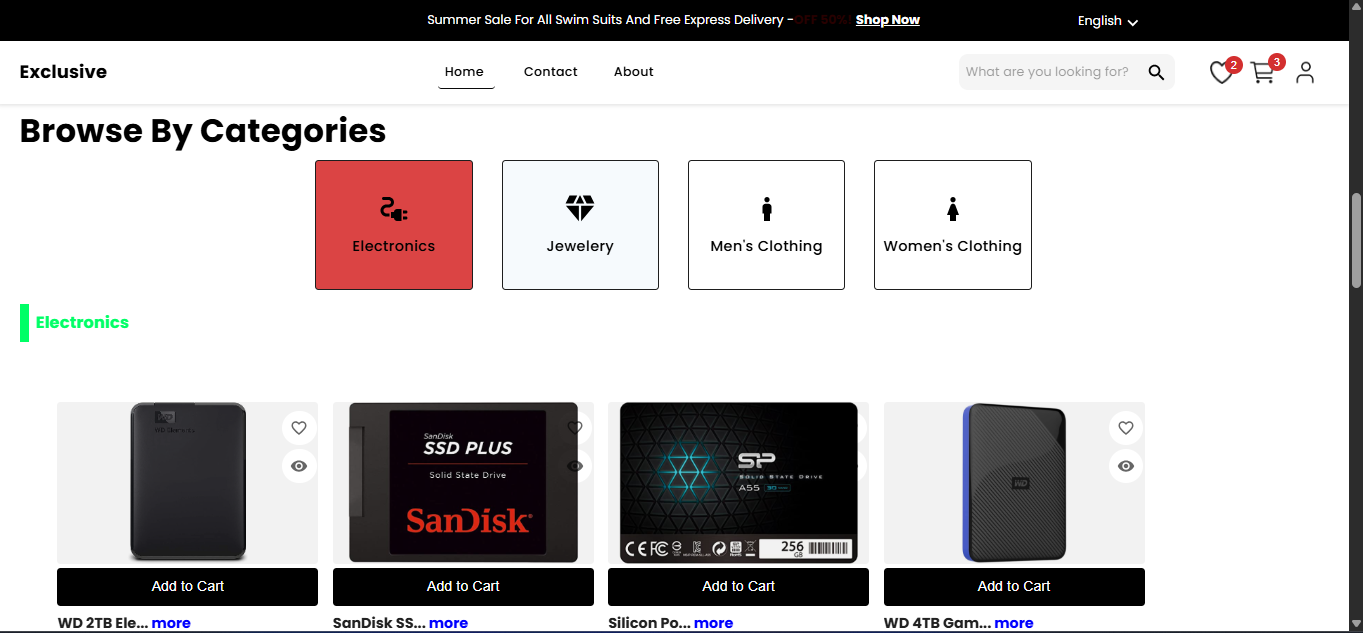 Summer Sale For All Swim Suits And Free Express Delivery - OFF 50%! Shop Now
English
Exclusive
Home
Contact
About
What are you looking for?
2
3
Browse By Categories
Electronics
Jewelery
Men's Clothing
Women's Clothing
Electronics
WD
SanDisk
SSD PLUS
Solid State Drive
SanDisk
SP
SOLID STATE DRIVE
A55
256
GB
WD
Add to Cart
Add to Cart
Add to Cart
Add to Cart
WD 2TB Ele... more
SanDisk SS... more
Silicon Po... more
WD 4TB Gam... more